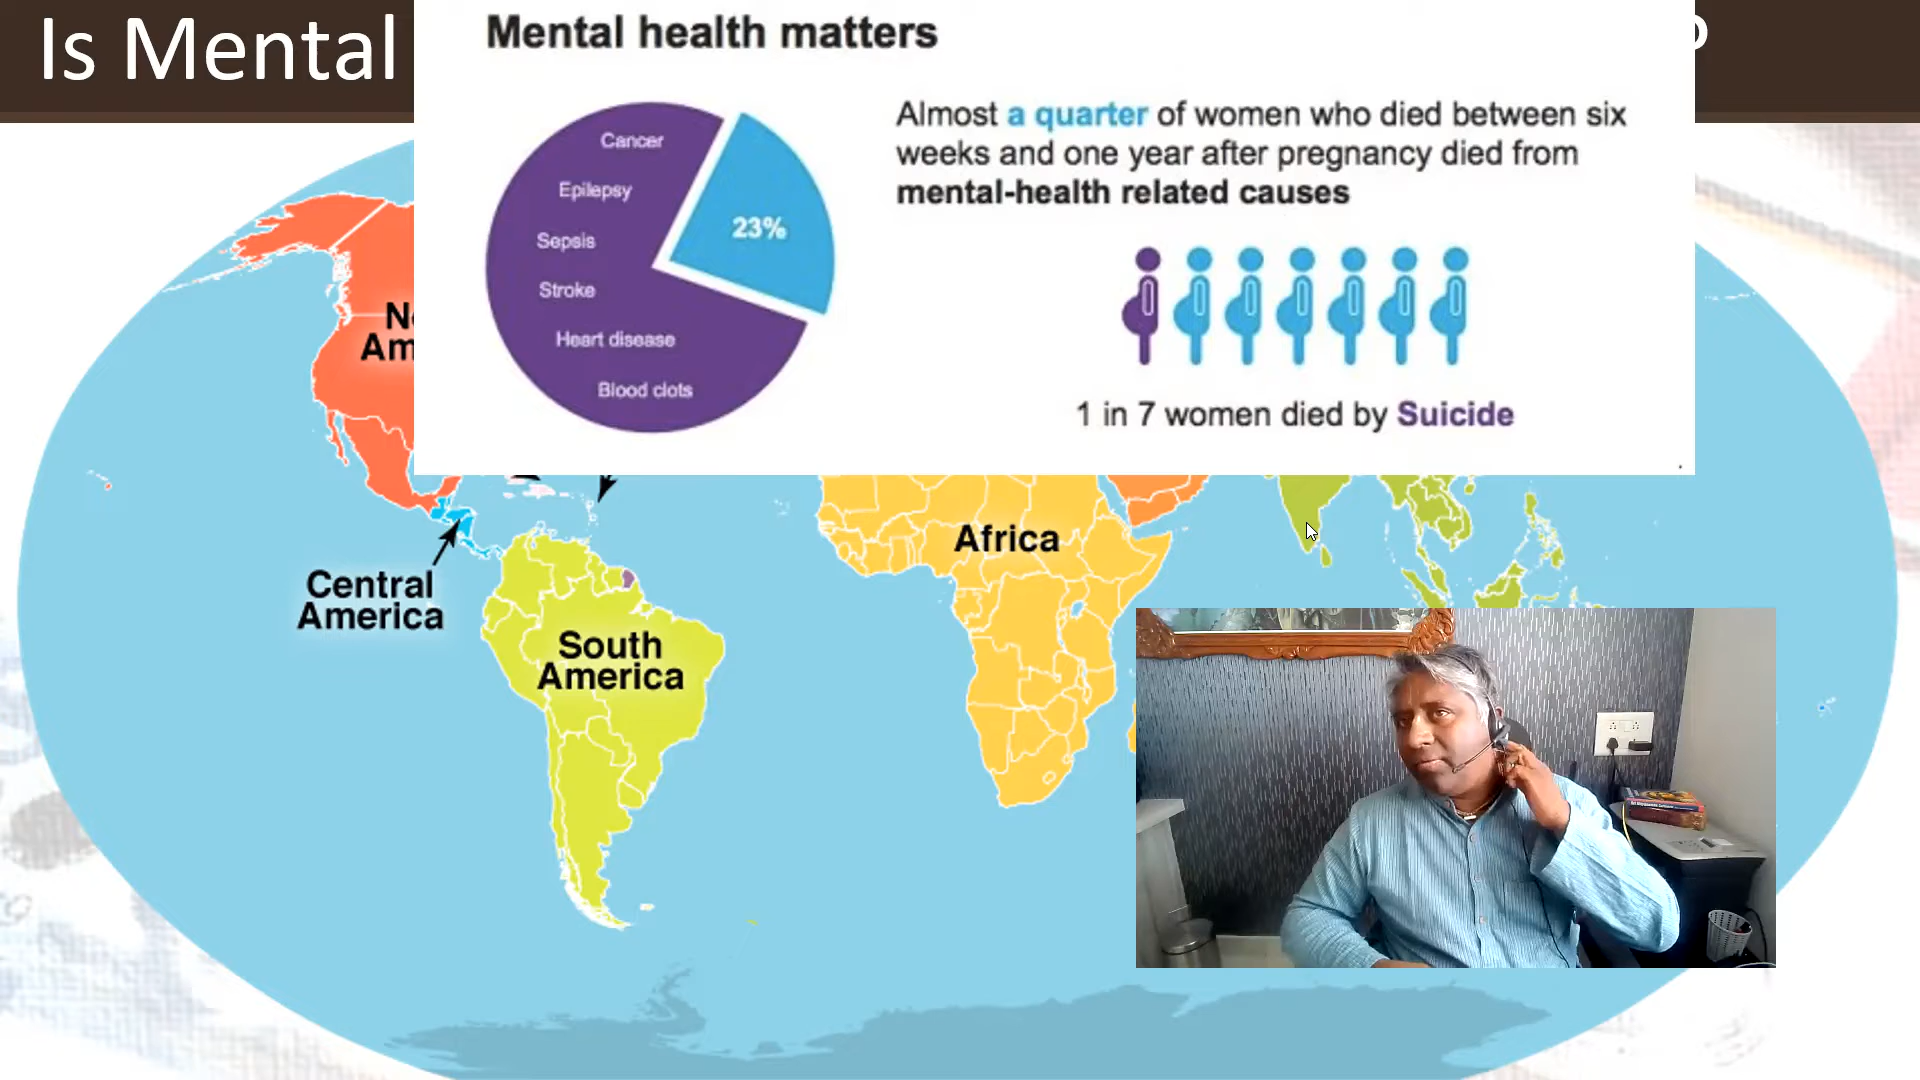 Is Mental
Mental health matters
Cancer
Epilepsy
Sepsis
Stroke
Heart disease
Blood clots
23%
Almost a quarter of women who died between six
weeks and one year after pregnancy died from
mental-health related causes
1 in 7 women died by Suicide
Central
America
South
America
Africa